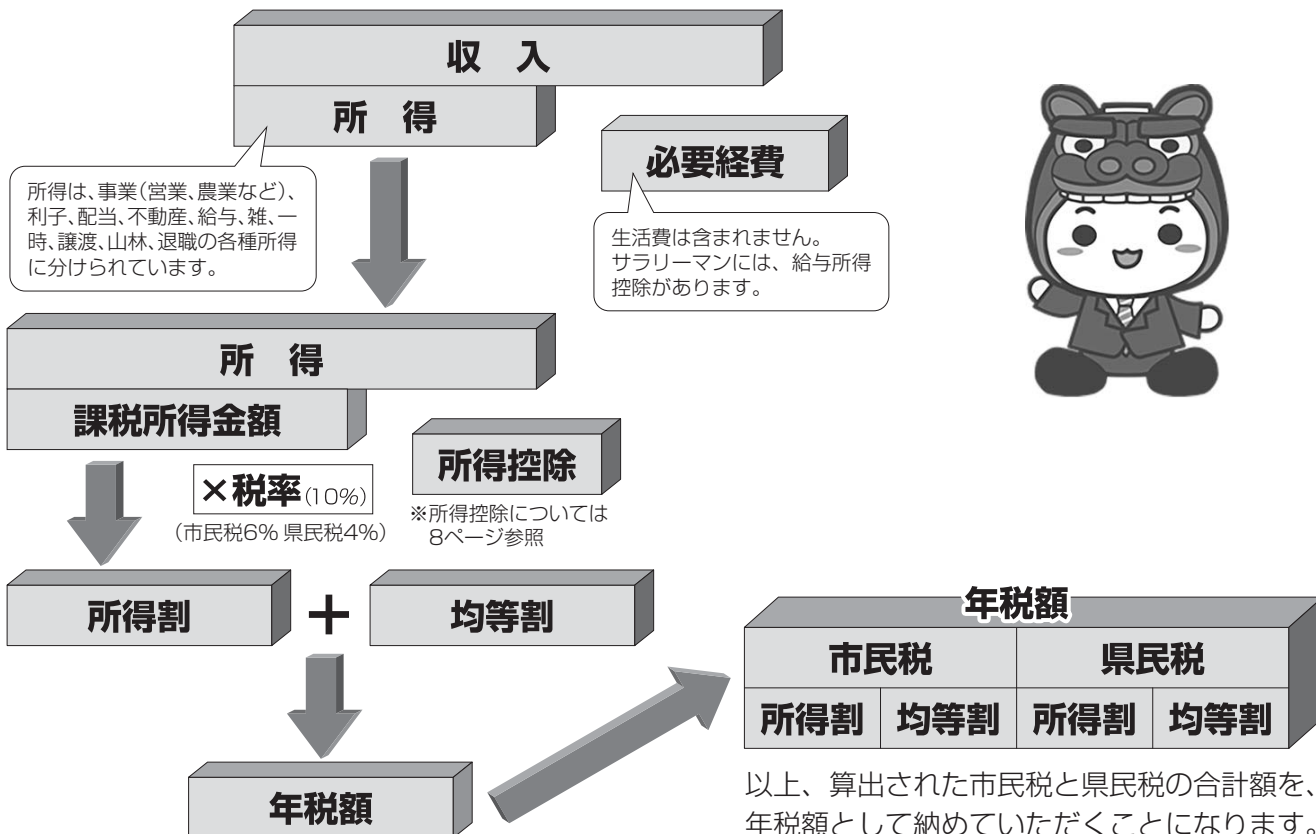 収 入
所 得
必要経費
所得は、事業(営業、農業など)、
利子、配当、不動産、給与、雑、一
時、譲渡、山林、退職の各種所得
に分けられています。
生活費は含まれません。
サラリーマンには、給与所得
控除があります。
所 得
課税所得金額
×税率(10%)
(市民税6% 県民税4%)
所得控除
※所得控除については
8ページ参照
所得割
+
均等割
年税額
年税額
市民税 県民税
所得割 均等割 所得割 均等割
以上、算出された市民税と県民税の合計額を、
年税額として納めていただくことになります。